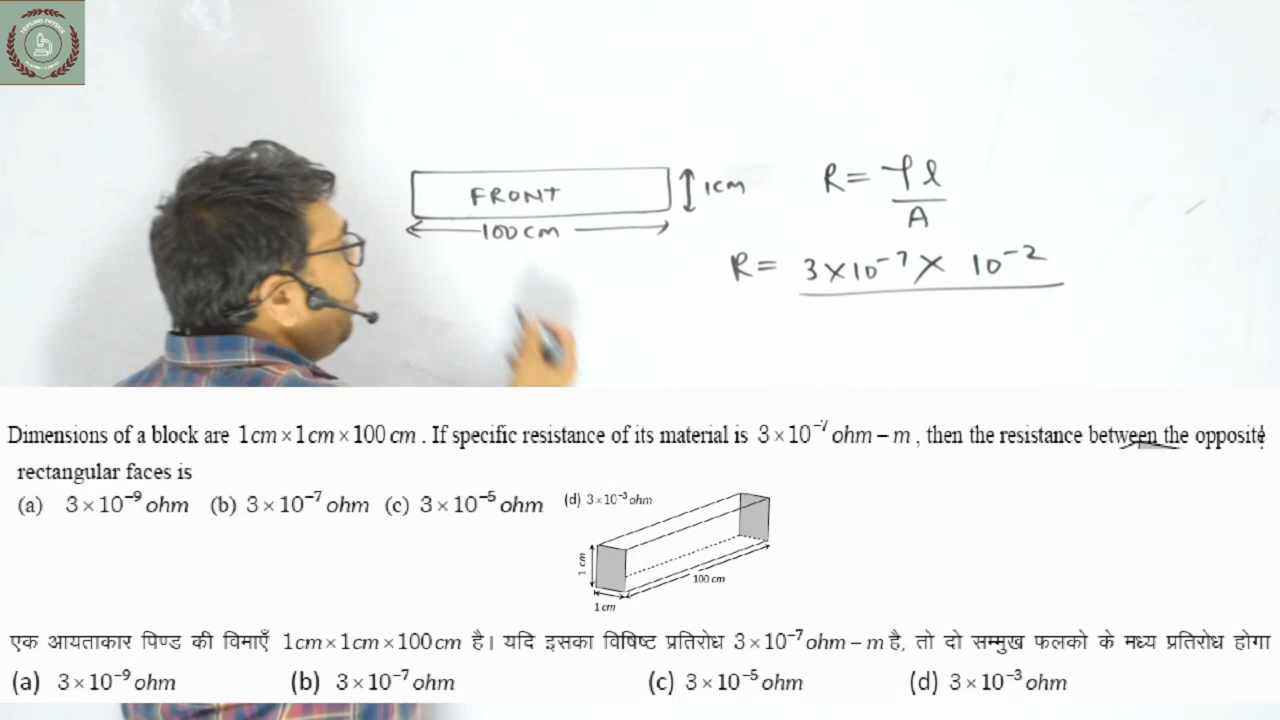 TOPLINO PHYSICS
FRONT
1cm
100 cm
R= ρl
A
R= 3×10⁻⁷× 10⁻²
Dimensions of a block are 1cm×1cm×100 cm . If specific resistance of its material is 3×10⁻⁷ ohm – m , then the resistance between the opposite
rectangular faces is
(a) 3×10⁻⁹ ohm (b) 3×10⁻⁷ ohm (c) 3×10⁻⁵ ohm (d) 3×10⁻³ ohm
1 cm
100 cm
1 cm
एक आयताकार पिण्ड की विमाएँ 1cm×1cm×100cm है। यदि इसका विषिष्ट प्रतिरोध 3×10⁻⁷ ohm – m है, तो दो सम्मुख फलको के मध्य प्रतिरोध होगा
(a) 3×10⁻⁹ ohm (b) 3×10⁻⁷ ohm (c) 3×10⁻⁵ ohm (d) 3×10⁻³ ohm